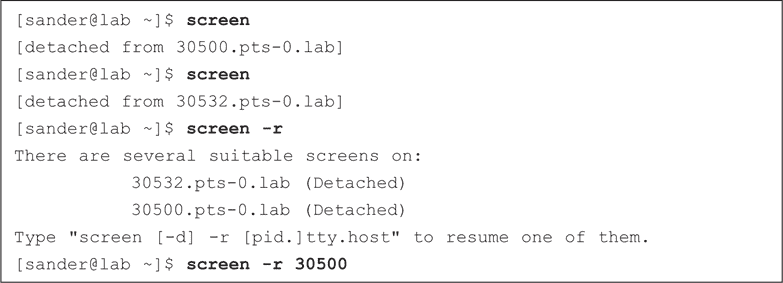 [sander@lab ~]$ screen
[detached from 30500.pts-0.lab]
[sander@lab ~]$ screen
[detached from 30532.pts-0.lab]
[sander@lab ~]$ screen -r
There are several suitable screens on:
30532.pts-0.lab (Detached)
30500.pts-0.lab (Detached)
Type "screen [-d] -r [pid.]tty.host" to resume one of them.
[sander@lab ~]$ screen -r 30500